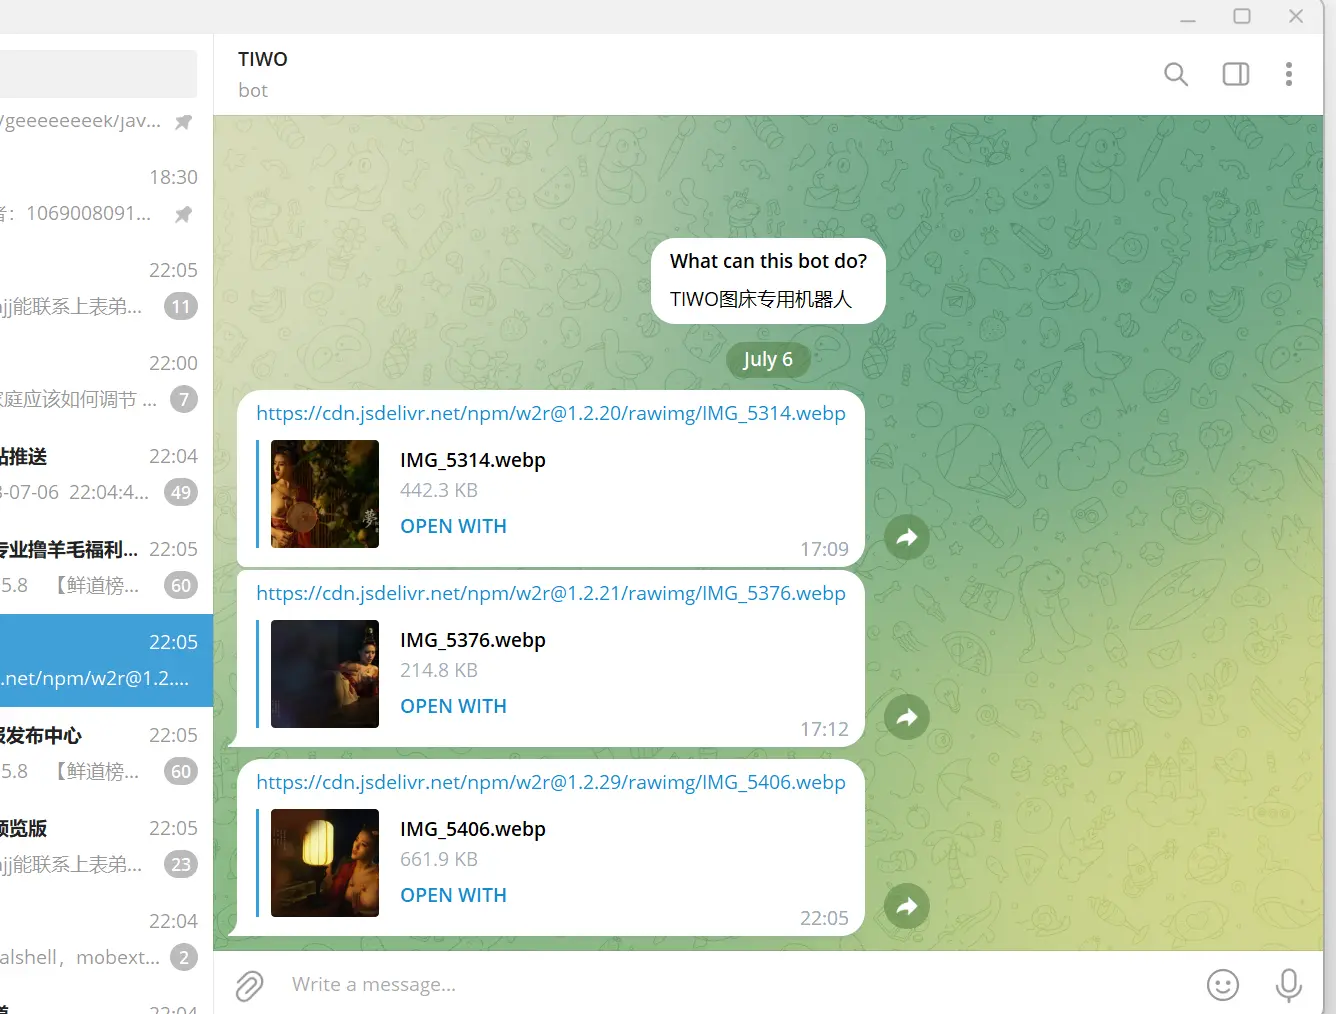 TIWO
bot
/geeeeeeeek/jav...
18:30
1069008091...
22:05
jj能联系上表弟...
11
22:00
庭应该如何调节 ...
7
站推送
22:04
-07-06 22:04:4...
49
专业撸羊毛福利...
22:05
5.8 【鲜道榜...
60
22:05
.net/npm/w2r@1.2....
报发布中心
22:05
5.8 【鲜道榜...
60
预览版
22:05
jj能联系上表弟...
23
22:04
alshell，mobext...
2
22:04
What can this bot do?
TIWO图床专用机器人
July 6
https://cdn.jsdelivr.net/npm/w2r@1.2.20/rawimg/IMG_5314.webp
IMG_5314.webp
442.3 KB
OPEN WITH
17:09
https://cdn.jsdelivr.net/npm/w2r@1.2.21/rawimg/IMG_5376.webp
IMG_5376.webp
214.8 KB
OPEN WITH
17:12
https://cdn.jsdelivr.net/npm/w2r@1.2.29/rawimg/IMG_5406.webp
IMG_5406.webp
661.9 KB
OPEN WITH
22:05
Write a message...